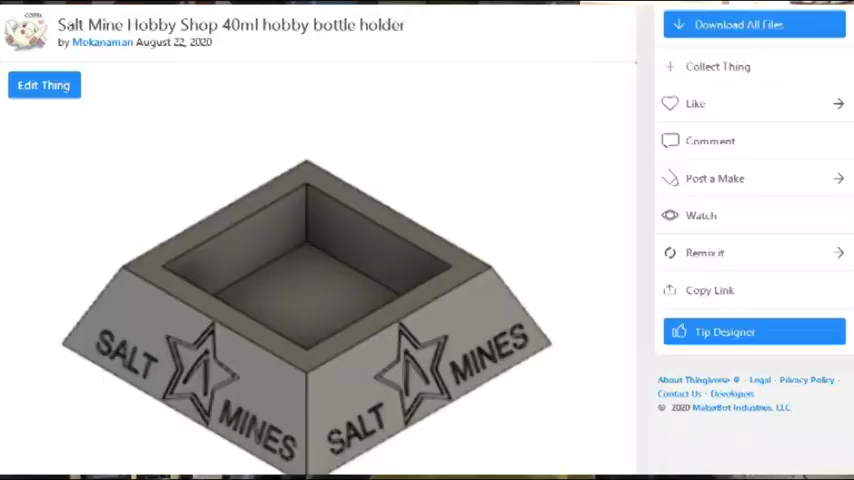 Salt Mine Hobby Shop 40ml hobby bottle holder
by Mokanaman August 22, 2020
Edit Thing
SALT MINES
SALT MINES
Download All Files
Collect Thing
Like
Comment
Post a Make
Watch
Remix it
Copy Link
Tip Designer
About Thingiverse ® · Legal · Privacy Policy ·
Contact Us · Developers
© 2020 MakerBot Industries, LLC